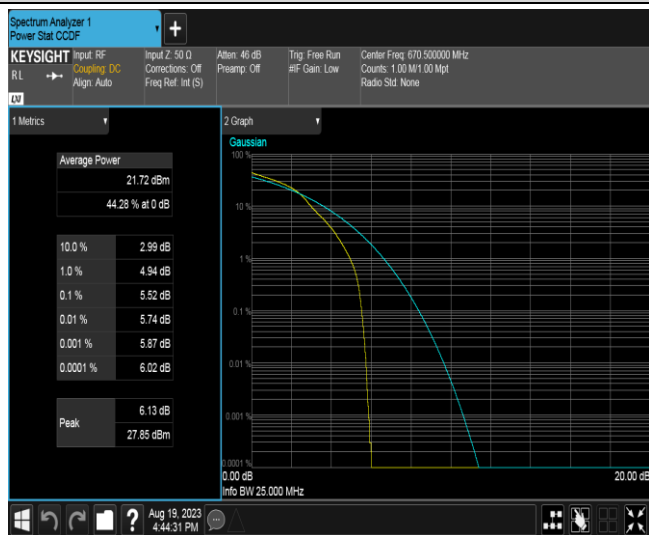 Spectrum Analyzer 1
Power Stat CCDF
+
KEYSIGHT
RL
LXI
Input: RF
Coupling: DC
Align: Auto
Input Z: 50 Ω
Corrections: Off
Freq Ref: Int (S)
Atten: 46 dB
Preamp: Off
Trig: Free Run
#IF Gain: Low
Center Freq: 670.500000 MHz
Counts: 1.00 M/1.00 Mpt
Radio Std: None
1 Metrics
Average Power
21.72 dBm
44.28 % at 0 dB
10.0 % 2.99 dB
1.0 % 4.94 dB
0.1 % 5.52 dB
0.01 % 5.74 dB
0.001 % 5.87 dB
0.0001 % 6.02 dB
Peak
6.13 dB
27.85 dBm
2 Graph
Gaussian
100 %
10 %
1 %
0.1 %
0.01 %
0.001 %
0.0001 %
0.00 dB 20.00 dB
Info BW 25.000 MHz
?
Aug 19, 2023
4:44:31 PM